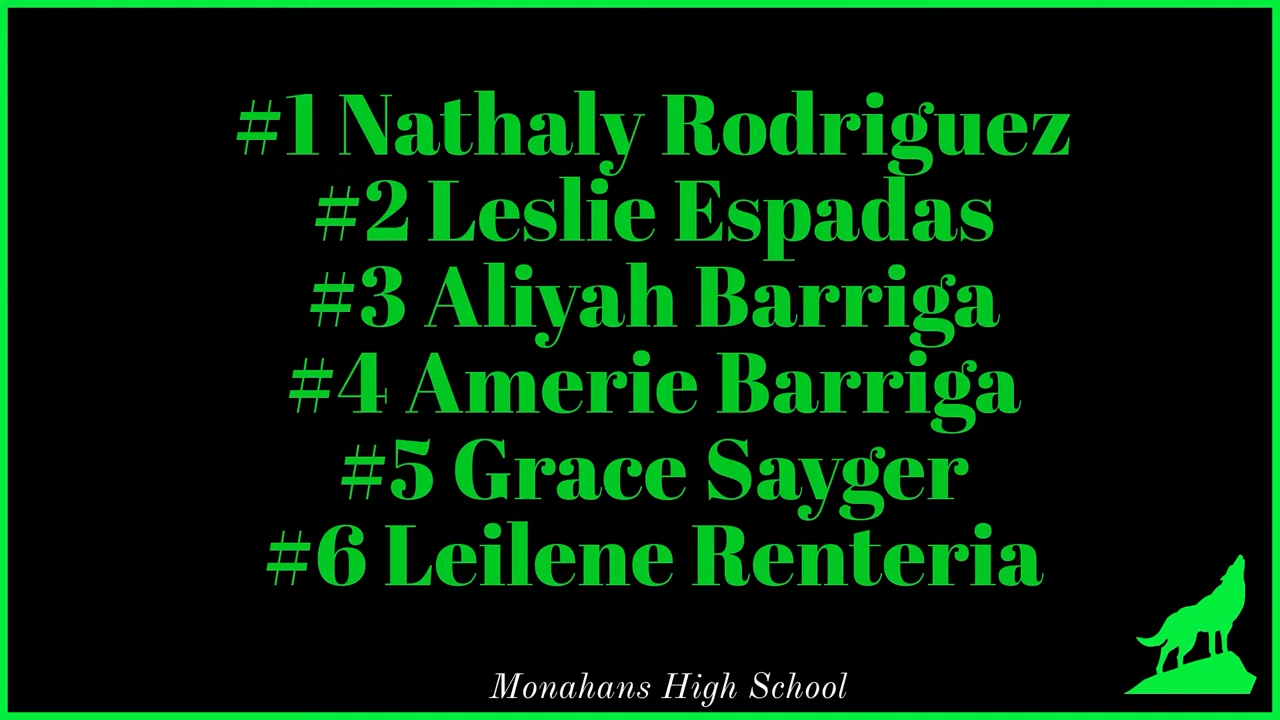 #1 Nathaly Rodriguez
#2 Leslie Espadas
#3 Aliyah Barriga
#4 Amerie Barriga
#5 Grace Sayger
#6 Leilene Renteria
Monahans High School